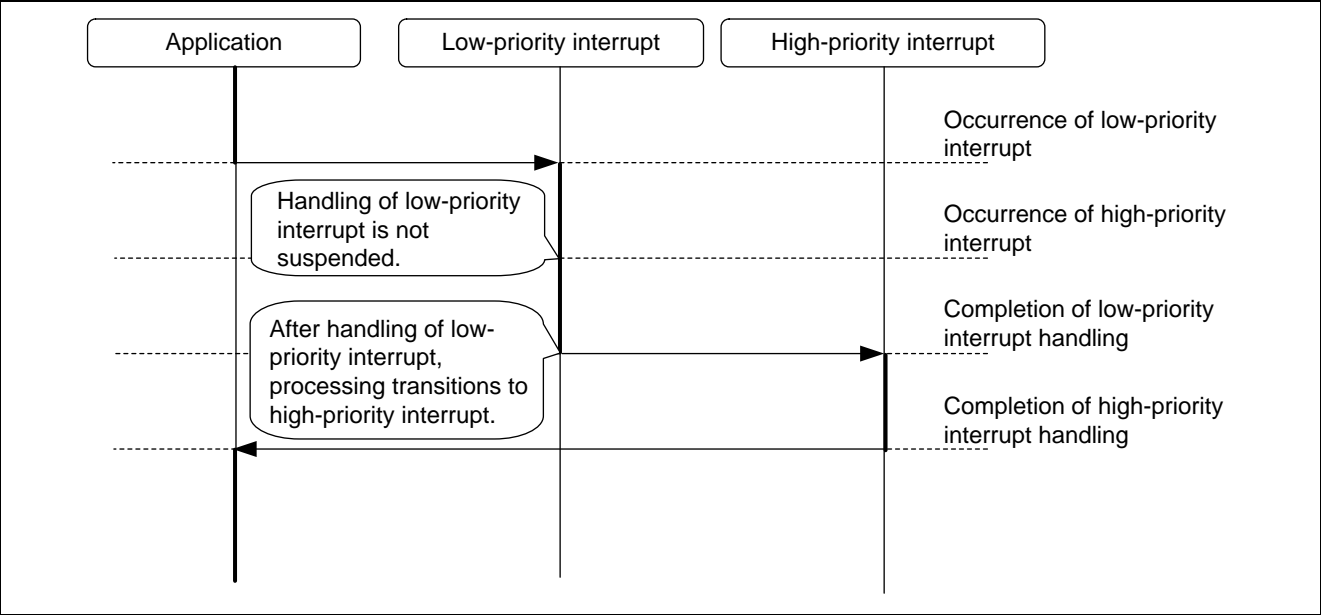 Application
Low-priority interrupt
High-priority interrupt
Occurrence of low-priority
interrupt
Handling of low-priority
interrupt is not
suspended.
Occurrence of high-priority
interrupt
After handling of low-
priority interrupt,
processing transitions to
high-priority interrupt.
Completion of low-priority
interrupt handling
Completion of high-priority
interrupt handling